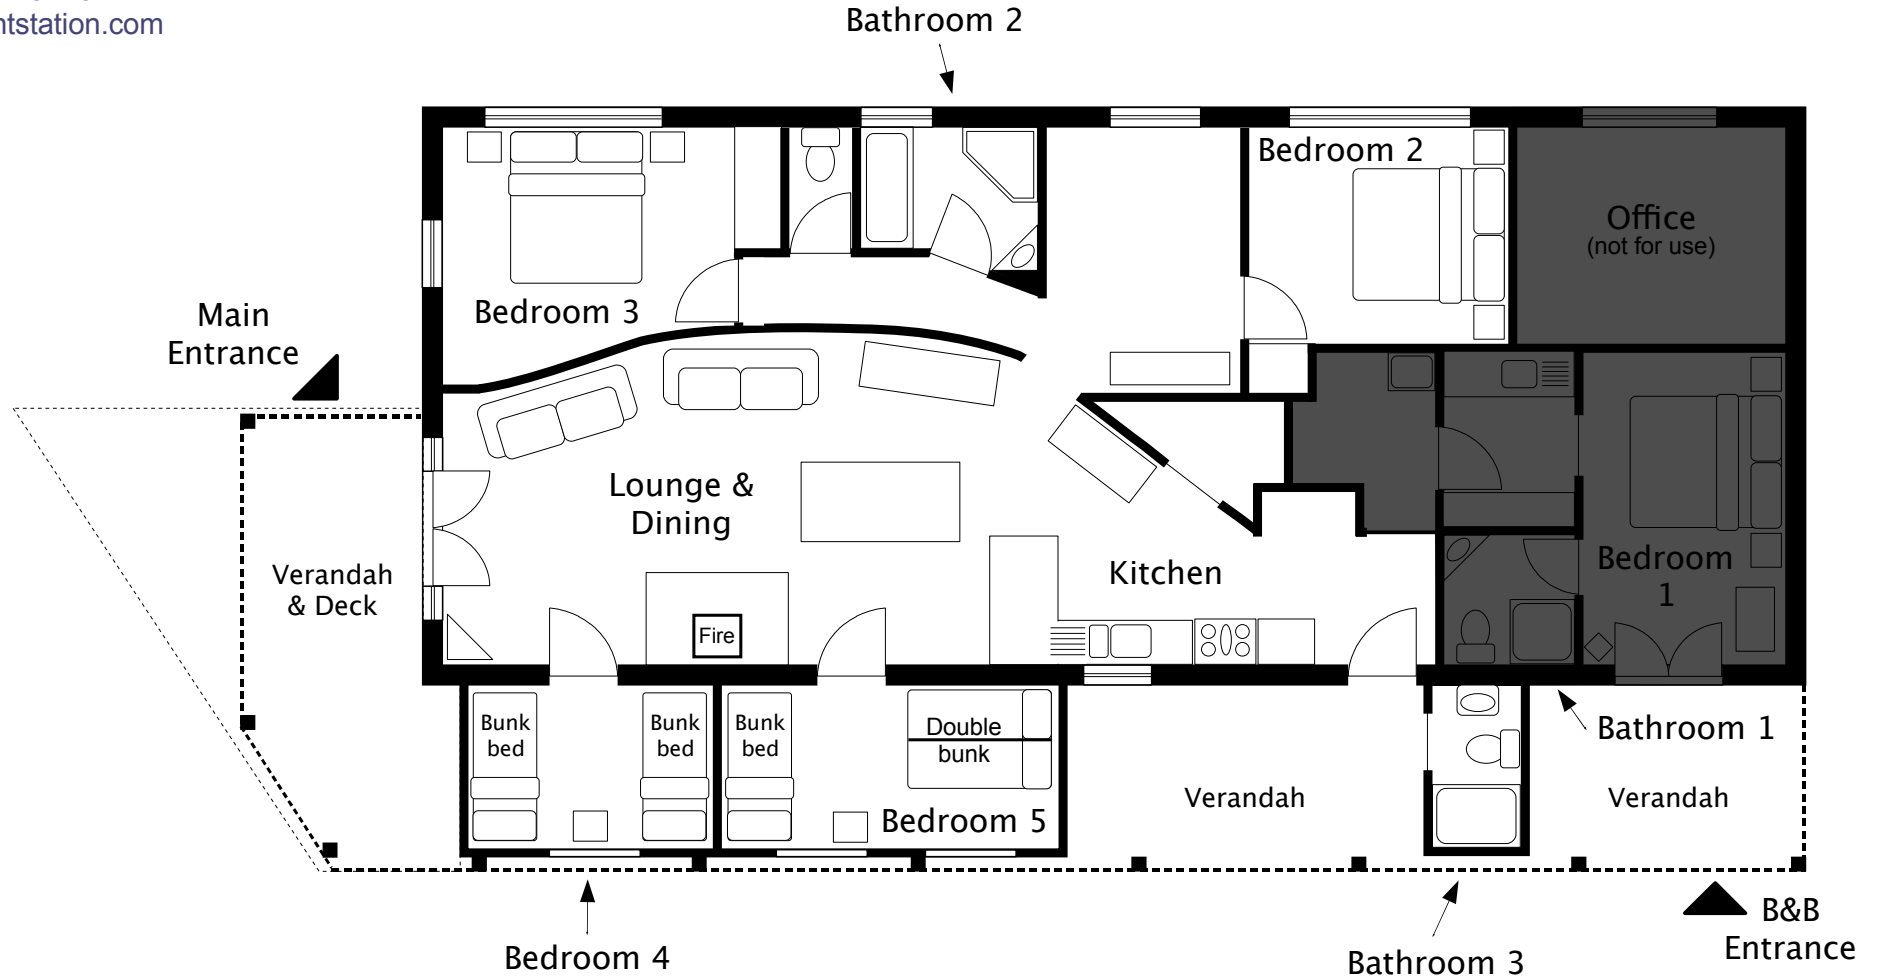 ntstation.com
Bathroom 2
Bedroom 2
Office
(not for use)
Bedroom 3
Main
Entrance
Lounge &
Dining
Verandah
& Deck
Kitchen
Bedroom
1
Fire
Bunk
bed
Bunk
bed
Bunk
bed
Double
bunk
Bedroom 5
Verandah
Bathroom 1
Verandah
B&B
Entrance
Bedroom 4
Bathroom 3